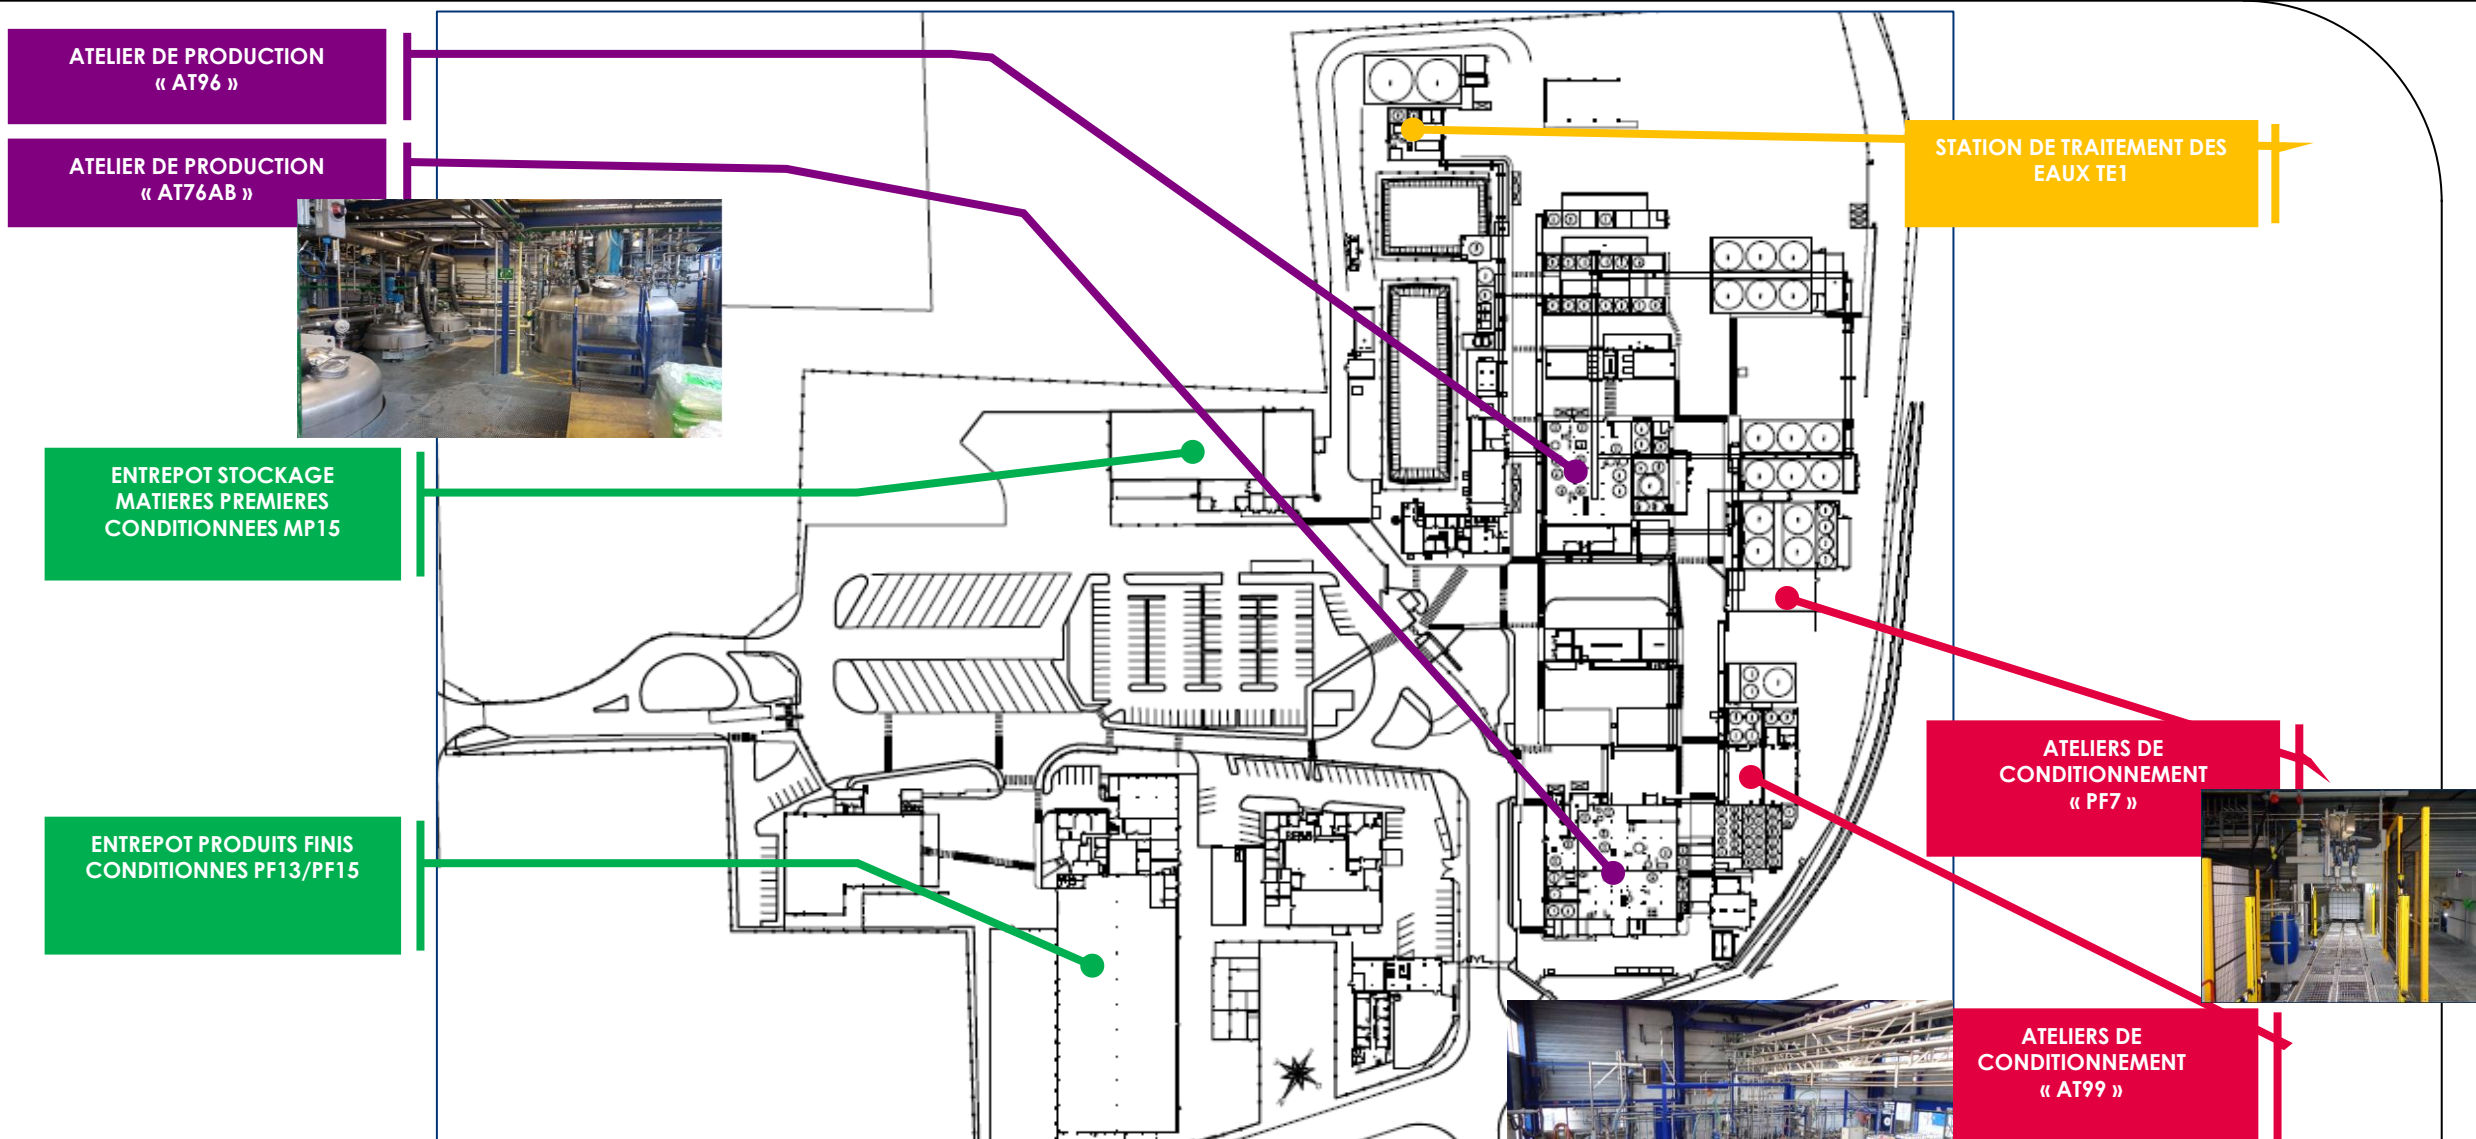 ATELIER DE PRODUCTION
« AT96 »
ATELIER DE PRODUCTION
« AT76AB »
STATION DE TRAITEMENT DES
EAUX TE1
ENTREPOT STOCKAGE
MATIERES PREMIERES
CONDITIONNEES MP15
ATELIERS DE
CONDITIONNEMENT
« PF7 »
ENTREPOT PRODUITS FINIS
CONDITIONNES PF13/PF15
ATELIERS DE
CONDITIONNEMENT
« AT99 »